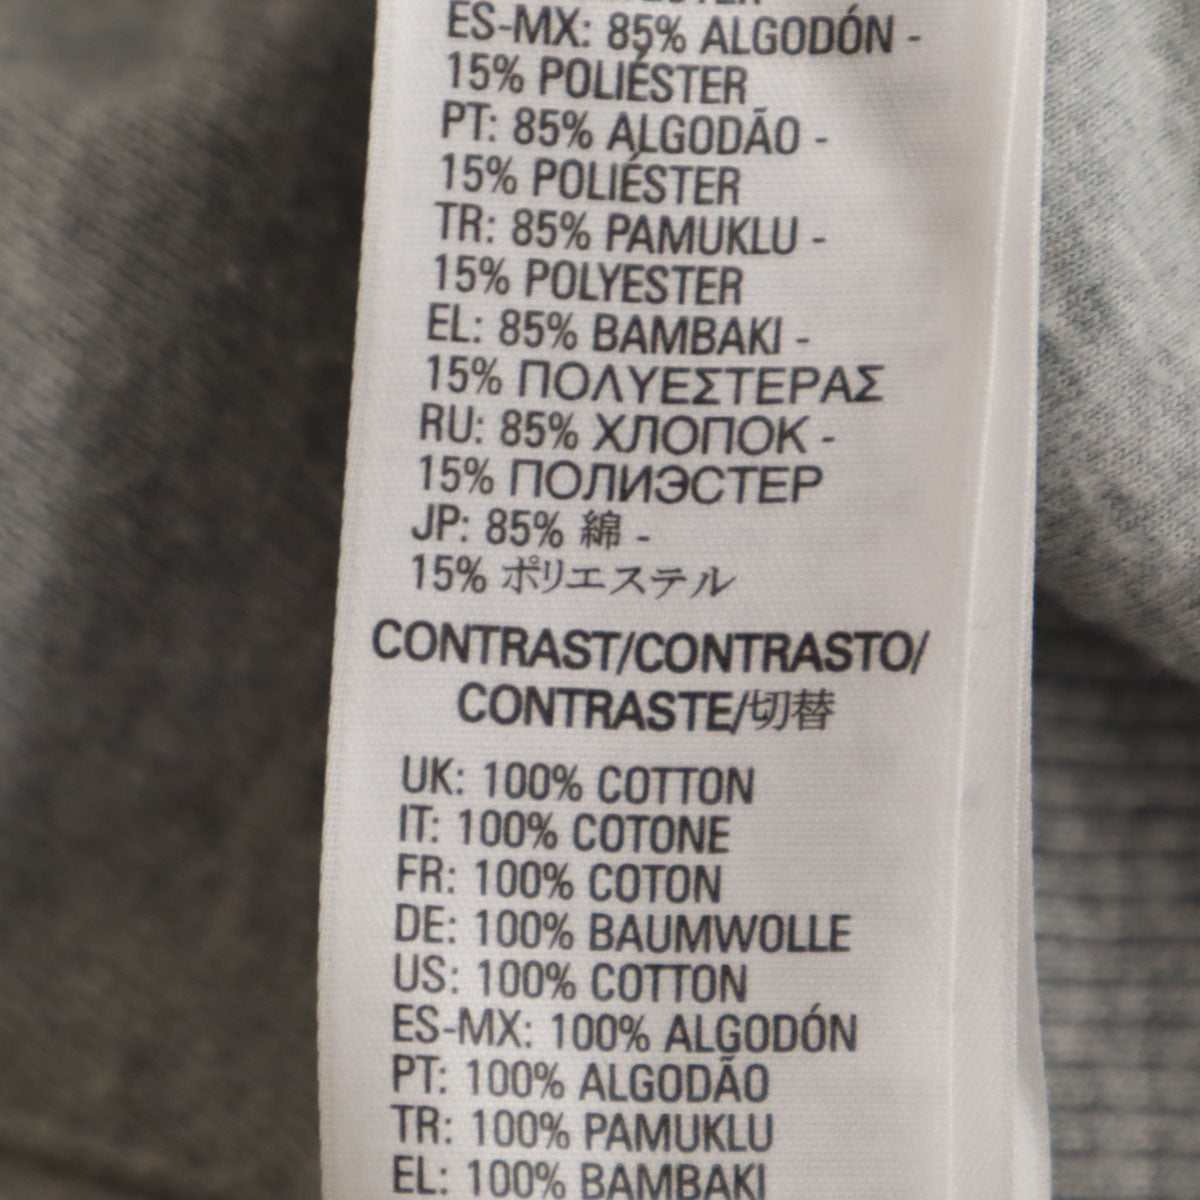 ES-MX: 85% ALGODÓN -
15% POLIÉSTER
PT: 85% ALGODÃO -
15% POLIÉSTER
TR: 85% PAMUKLU -
15% POLYESTER
EL: 85% BAMBAKI -
15% ΠΟΛΥΕΣΤΕΡΑΣ
RU: 85% ХЛОПОК -
15% ПОЛИЭСТЕР
JP: 85% 綿 -
15% ポリエステル
CONTRAST/CONTRASTO/
CONTRASTE/切替
UK: 100% COTTON
IT: 100% COTONE
FR: 100% COTON
DE: 100% BAUMWOLLE
US: 100% COTTON
ES-MX: 100% ALGODÓN
PT: 100% ALGODÃO
TR: 100% PAMUKLU
EL: 100% BAMBAKI